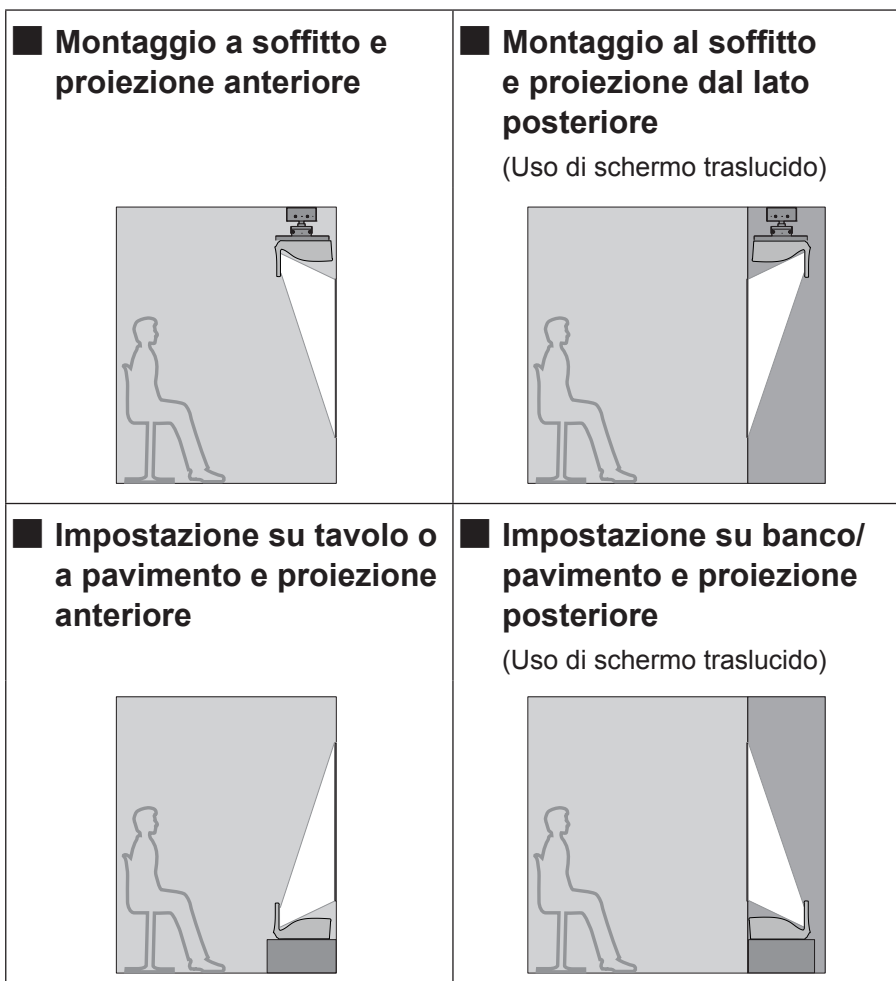 ■ Montaggio a soffitto e
proiezione anteriore
■ Montaggio al soffitto
e proiezione dal lato
posteriore
(Uso di schermo traslucido)
■ Impostazione su tavolo o
a pavimento e proiezione
anteriore
■ Impostazione su banco/
pavimento e proiezione
posteriore
(Uso di schermo traslucido)